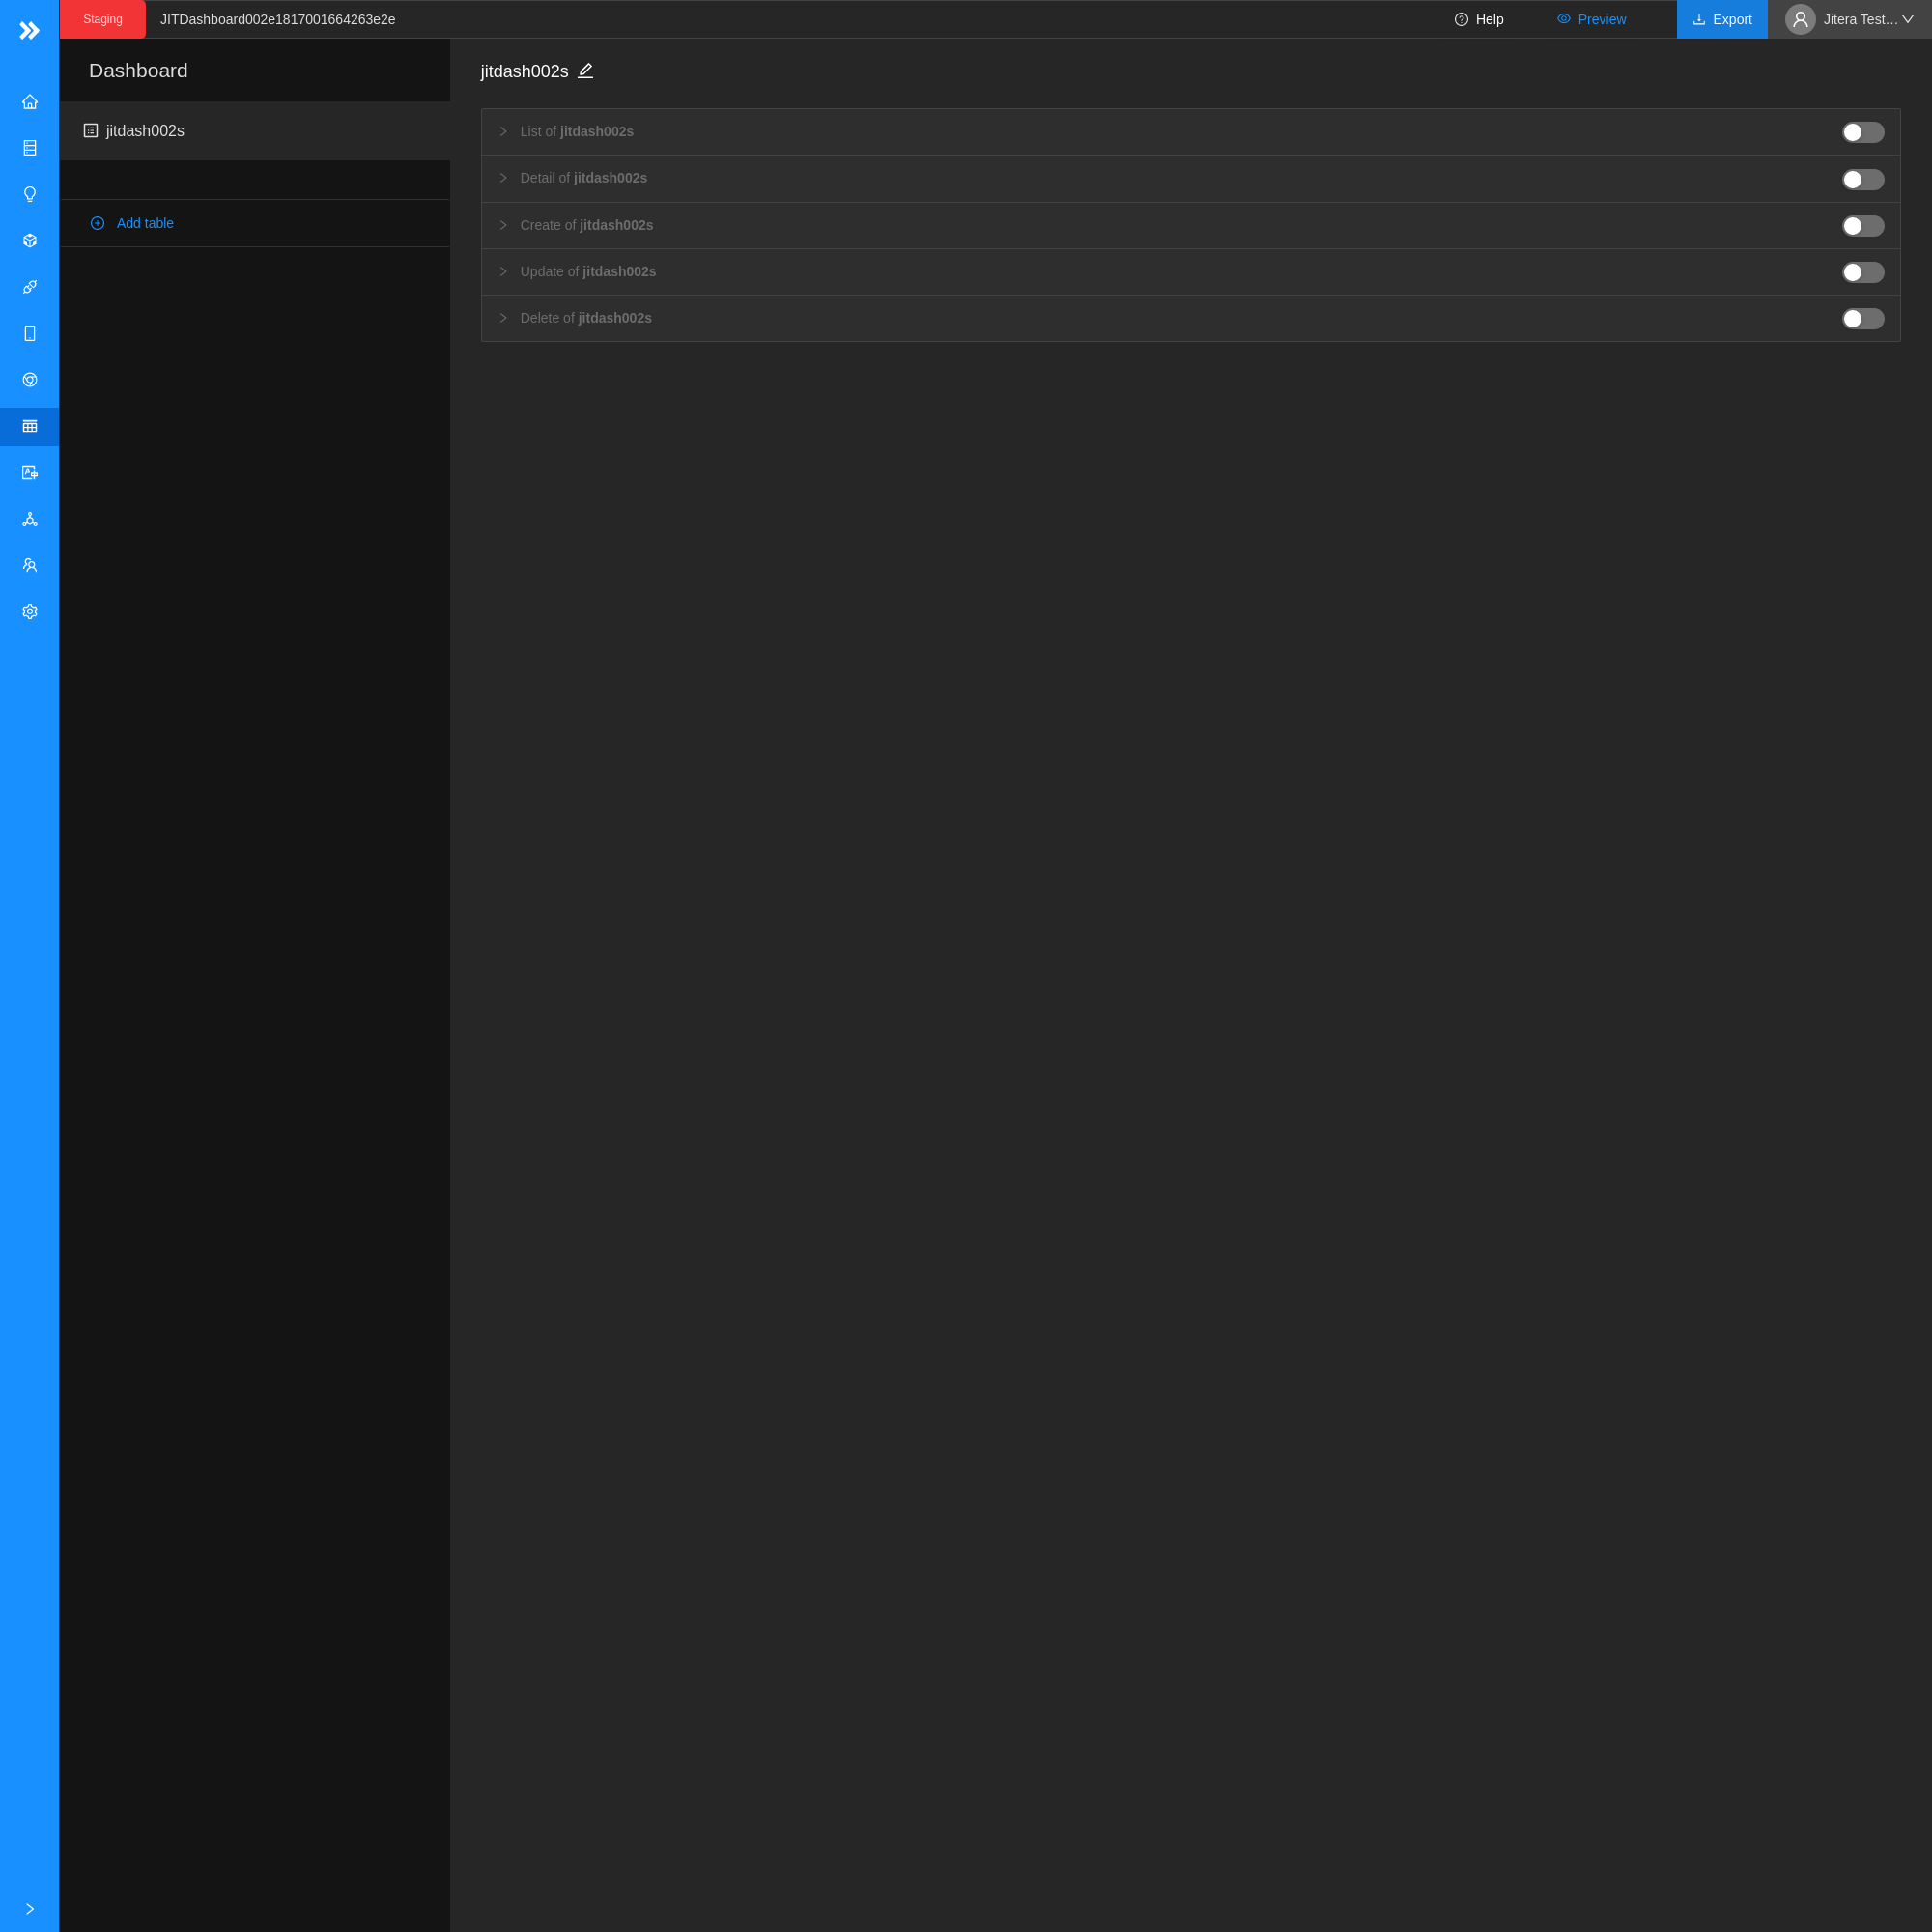 Staging
JITDashboard002e1817001664263e2e
Help
Preview
Export
Jitera Test…
Dashboard
jitdash002s
Add table
jitdash002s
List of jitdash002s
Detail of jitdash002s
Create of jitdash002s
Update of jitdash002s
Delete of jitdash002s